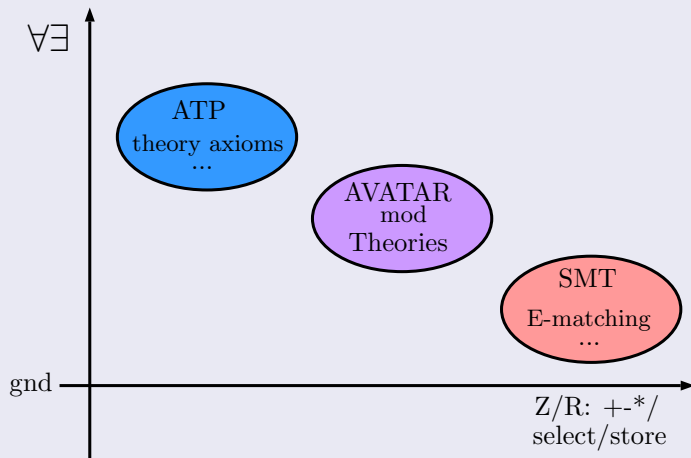 ∀∃
ATP
theory axioms
...
AVATAR
mod
Theories
SMT
E-matching
...
gnd
Z/R: +-*/
select/store